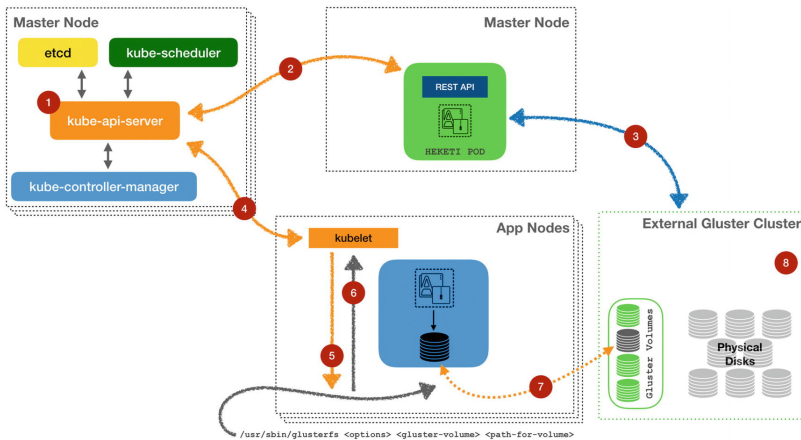 Master Node
etcd
kube-scheduler
1
kube-api-server
kube-controller-manager
2
Master Node
REST API
HEKETI POD
3
4
App Nodes
kubelet
6
5
7
/usr/sbin/glusterfs <options> <gluster-volume> <path-for-volume>
External Gluster Cluster
8
Gluster Volumes
Physical
Disks